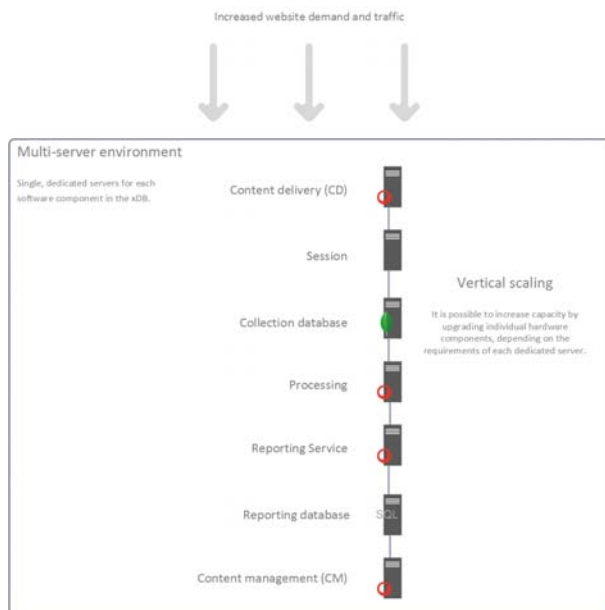 Increased website demand and traffic
Multi-server environment
Single, dedicated servers for each
software component in the xDB.
Content delivery (CD)
Session
Vertical scaling
It is possible to increase capacity by
upgrading individual hardware
components, depending on the
requirements of each dedicated server.
Collection database
Processing
Reporting Service
Reporting database
SQL
Content management (CM)